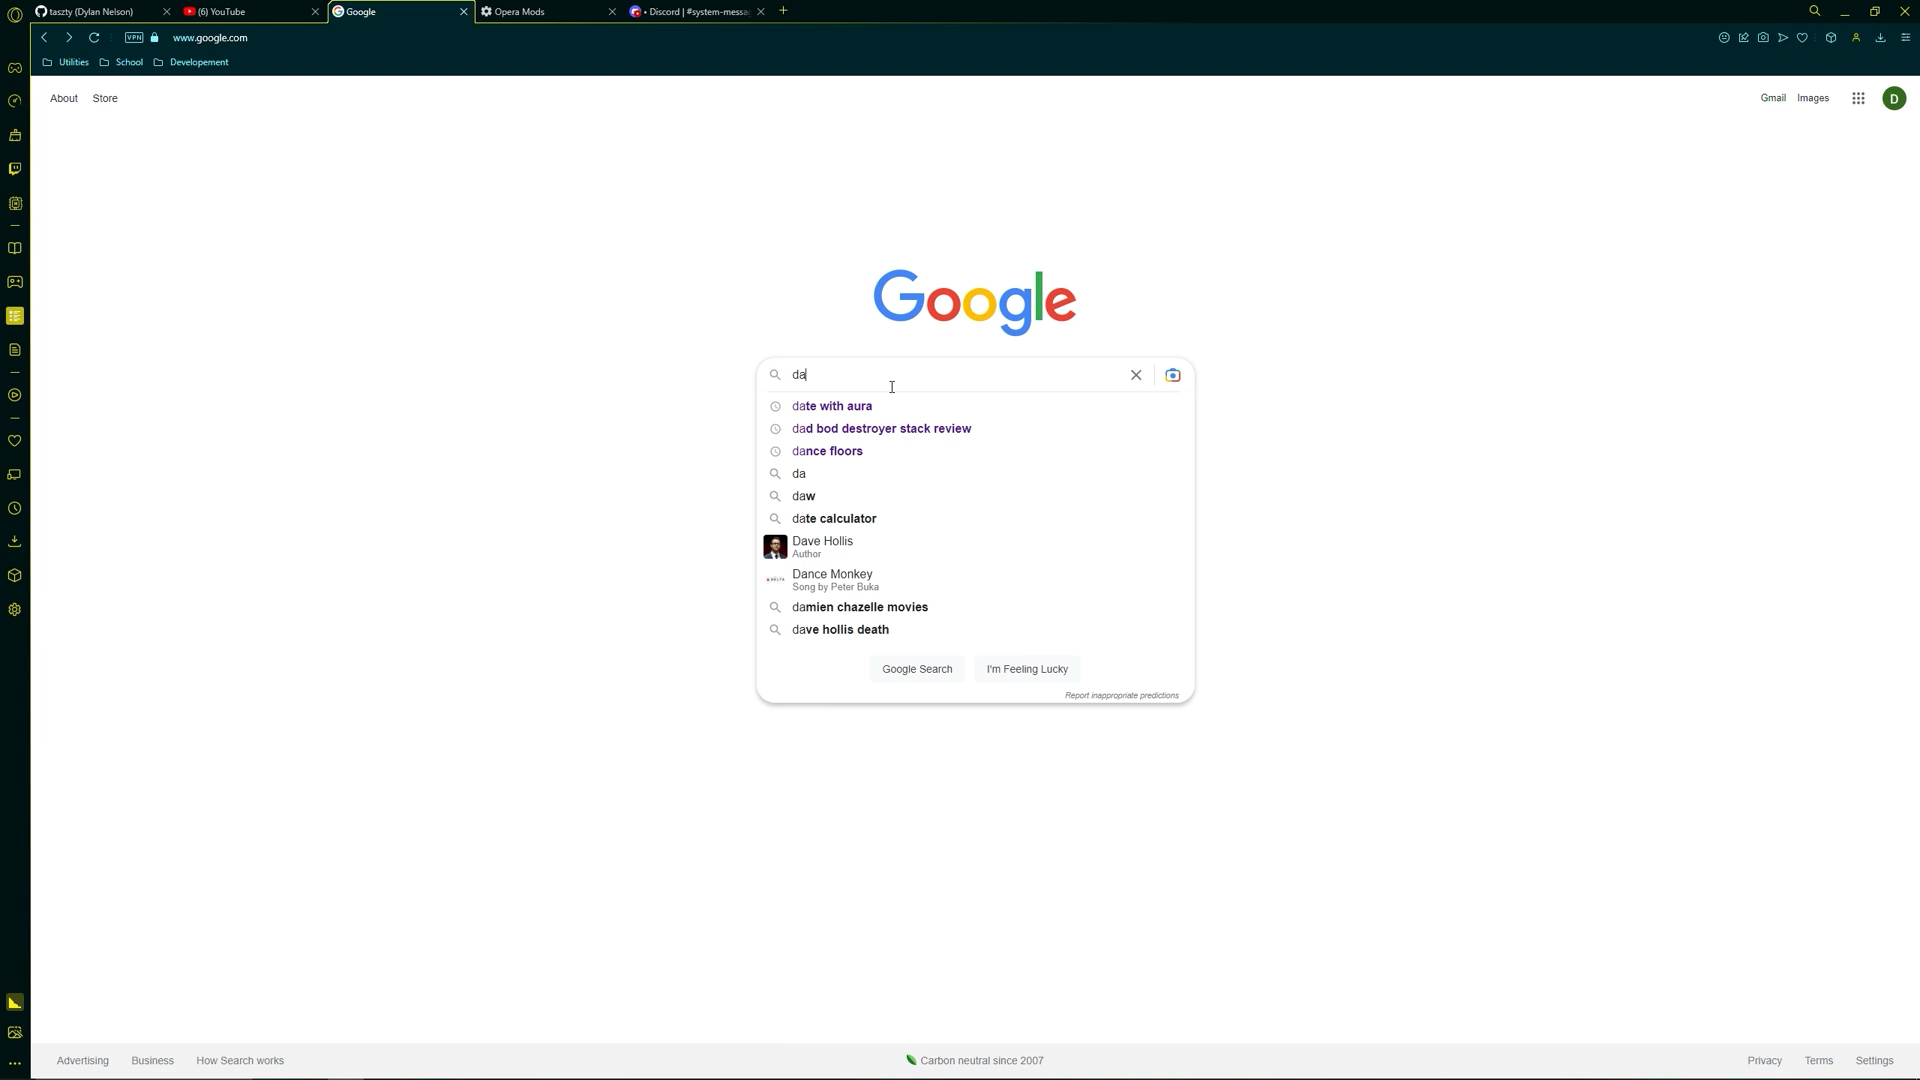 taszty (Dylan Nelson)
(6) YouTube
Google
Opera Mods
• Discord | #system-messa
VPN
www.google.com
Utilities
School
Developement
About
Store
Gmail
Images
D
Google
da
date with aura
dad bod destroyer stack review
dance floors
da
daw
date calculator
Dave Hollis
Author
Dance Monkey
Song by Peter Buka
damien chazelle movies
dave hollis death
Google Search
I'm Feeling Lucky
Report inappropriate predictions
Advertising
Business
How Search works
Carbon neutral since 2007
Privacy
Terms
Settings